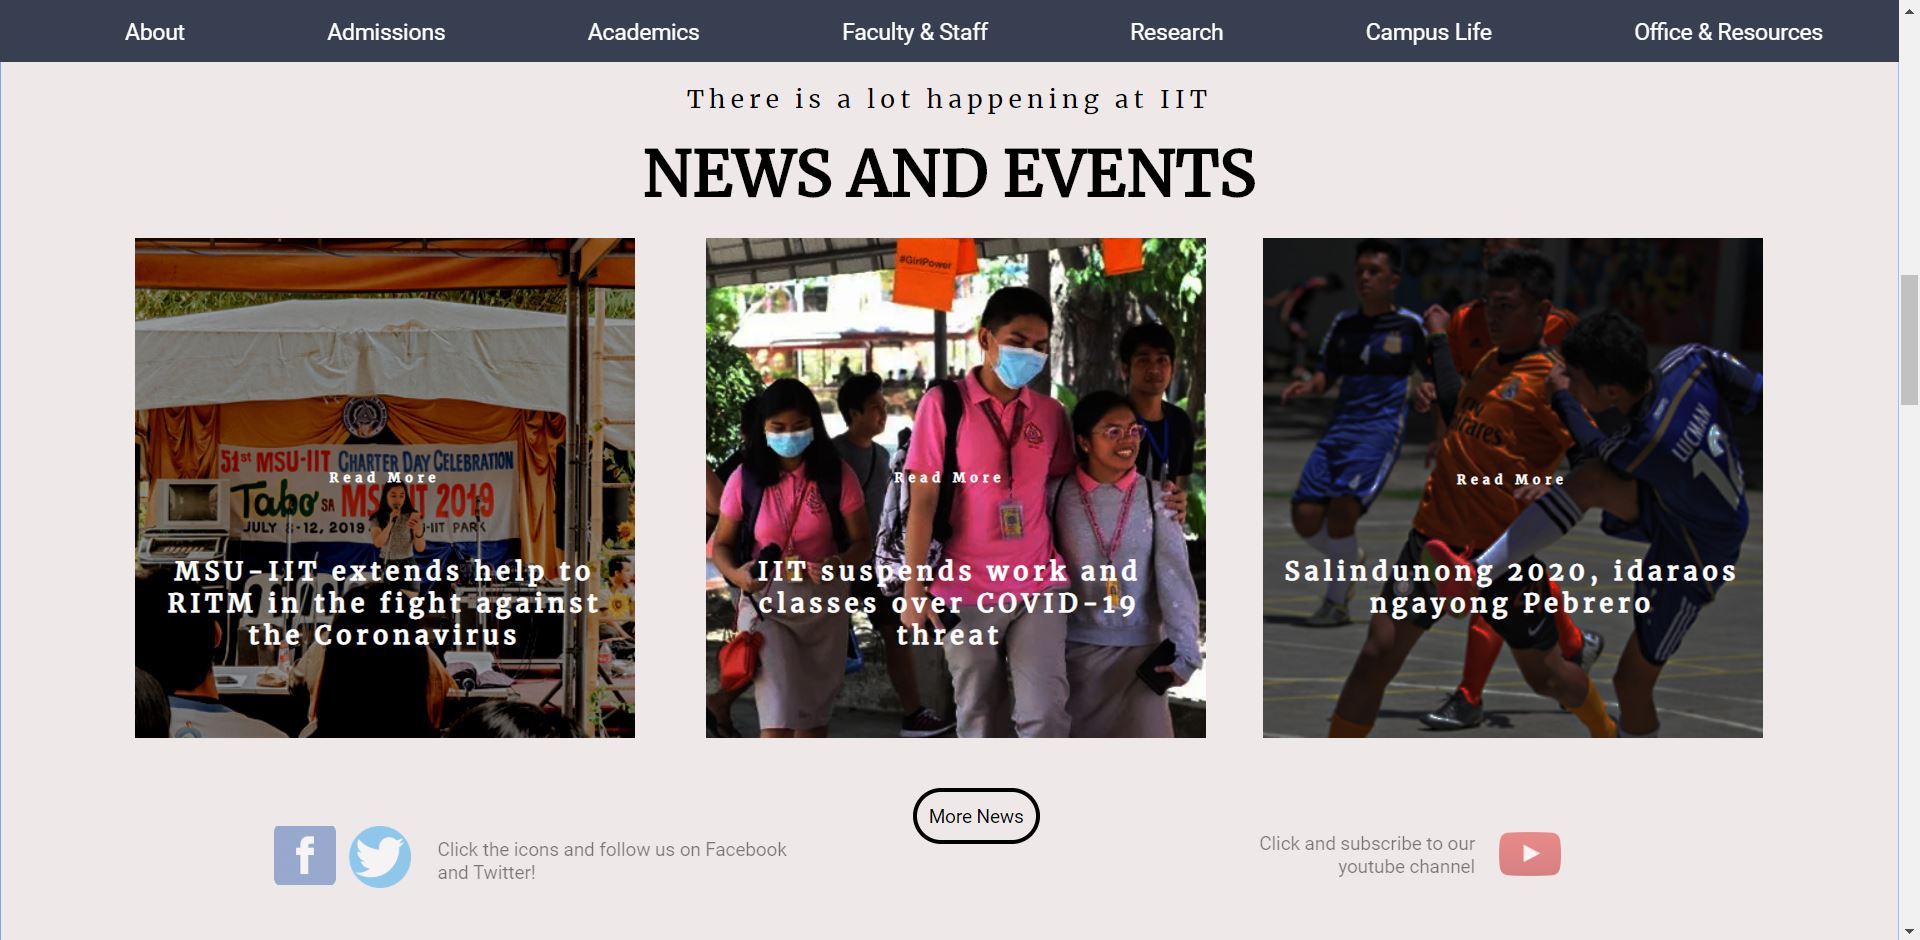 About
Admissions
Academics
Faculty & Staff
Research
Campus Life
Office & Resources
There is a lot happening at IIT
NEWS AND EVENTS
51st MSU-IIT CHARTER DAY CELEBRATION
Read More
Tabo SA MS IIT 2019
JULY 8-12, 2019
-IIT PARK
MSU-IIT extends help to
RITM in the fight against
the Coronavirus
#GirlPower
Read More
IIT suspends work and
classes over COVID-19
threat
LUCMAN
Read More
Salindunong 2020, idaraos
ngayong Pebrero
More News
Click the icons and follow us on Facebook
and Twitter!
Click and subscribe to our
youtube channel